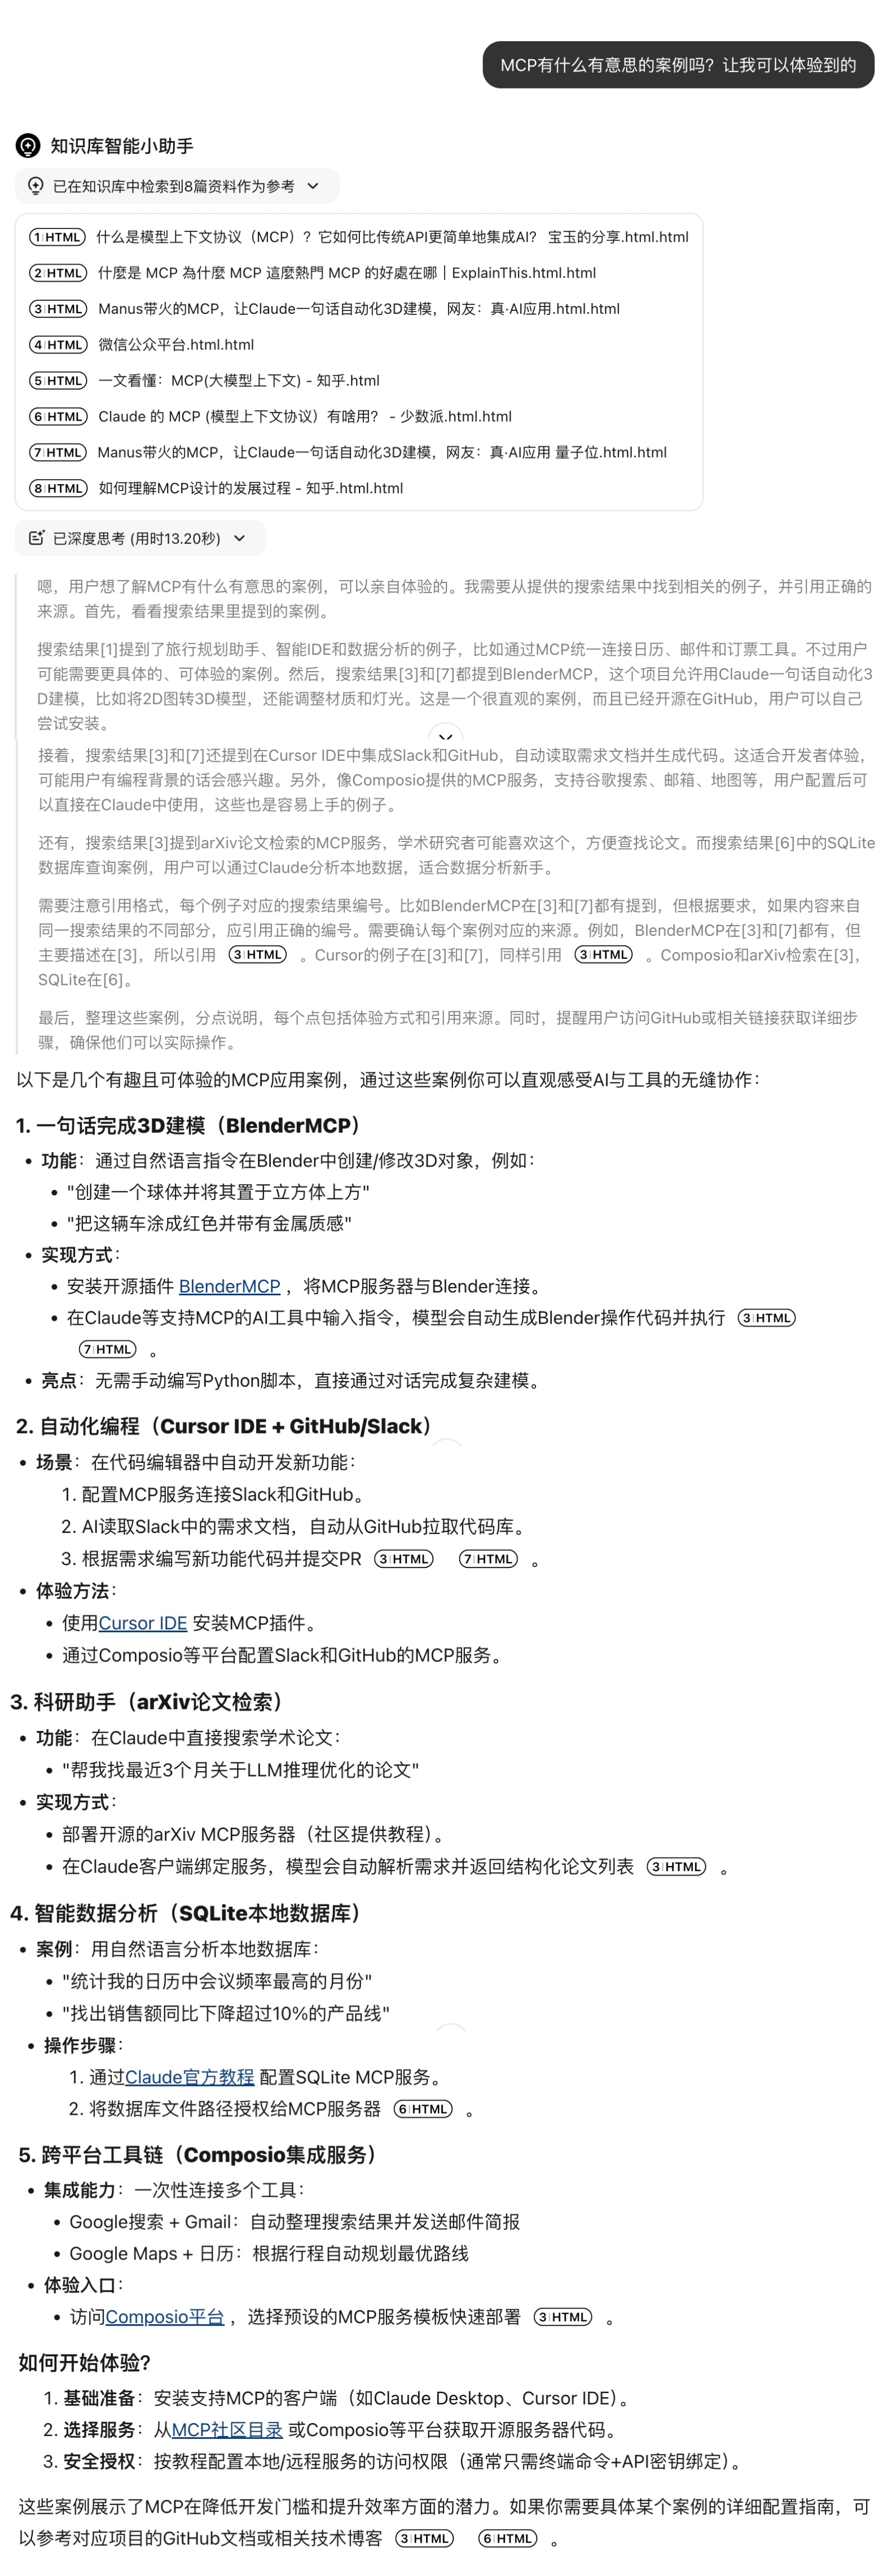 MCP有什么有意思的案例吗？让我可以体验到的
知识库智能小助手
已在知识库中检索到8篇资料作为参考
1 HTML 什么是模型上下文协议（MCP）？它如何比传统API更简单地集成AI？ 宝玉的分享.html.html
2 HTML 什麼是 MCP 為什麼 MCP 這麼熱門 MCP 的好處在哪｜ExplainThis.html.html
3 HTML Manus带火的MCP，让Claude一句话自动化3D建模，网友：真·AI应用.html.html
4 HTML 微信公众平台.html.html
5 HTML 一文看懂：MCP(大模型上下文) - 知乎.html
6 HTML Claude 的 MCP (模型上下文协议）有啥用？ - 少数派.html.html
7 HTML Manus带火的MCP，让Claude一句话自动化3D建模，网友：真·AI应用 量子位.html.html
8 HTML 如何理解MCP设计的发展过程 - 知乎.html.html
已深度思考 (用时13.20秒)
嗯，用户想了解MCP有什么有意思的案例，可以亲自体验的。我需要从提供的搜索结果中找到相关的例子，并引用正确的
来源。首先，看看搜索结果里提到的案例。
搜索结果[1]提到了旅行规划助手、智能IDE和数据分析的例子，比如通过MCP统一连接日历、邮件和订票工具。不过用户
可能需要更具体的、可体验的案例。然后，搜索结果[3]和[7]都提到BlenderMCP，这个项目允许用Claude一句话自动化3
D建模，比如将2D图转3D模型，还能调整材质和灯光。这是一个很直观的案例，而且已经开源在GitHub，用户可以自己
尝试安装。
接着，搜索结果[3]和[7]还提到在Cursor IDE中集成Slack和GitHub，自动读取需求文档并生成代码。这适合开发者体验，
可能用户有编程背景的话会感兴趣。另外，像Composio提供的MCP服务，支持谷歌搜索、邮箱、地图等，用户配置后可
以直接在Claude中使用，这些也是容易上手的例子。
还有，搜索结果[3]提到arXiv论文检索的MCP服务，学术研究者可能喜欢这个，方便查找论文。而搜索结果[6]中的SQLite
数据库查询案例，用户可以通过Claude分析本地数据，适合数据分析新手。
需要注意引用格式，每个例子对应的搜索结果编号。比如BlenderMCP在[3]和[7]都有提到，但根据要求，如果内容来自
同一搜索结果的不同部分，应引用正确的编号。需要确认每个案例对应的来源。例如，BlenderMCP在[3]和[7]都有，但
主要描述在[3]，所以引用 3 HTML 。Cursor的例子在[3]和[7]，同样引用 3 HTML 。Composio和arXiv检索在[3]，
SQLite在[6]。
最后，整理这些案例，分点说明，每个点包括体验方式和引用来源。同时，提醒用户访问GitHub或相关链接获取详细步
骤，确保他们可以实际操作。
以下是几个有趣且可体验的MCP应用案例，通过这些案例你可以直观感受AI与工具的无缝协作：
1. 一句话完成3D建模（BlenderMCP）
• 功能：通过自然语言指令在Blender中创建/修改3D对象，例如：
• "创建一个球体并将其置于立方体上方"
• "把这辆车涂成红色并带有金属质感"
• 实现方式：
• 安装开源插件 BlenderMCP ，将MCP服务器与Blender连接。
• 在Claude等支持MCP的AI工具中输入指令，模型会自动生成Blender操作代码并执行 3 HTML
7 HTML 。
• 亮点：无需手动编写Python脚本，直接通过对话完成复杂建模。
2. 自动化编程（Cursor IDE + GitHub/Slack）
• 场景：在代码编辑器中自动开发新功能：
1. 配置MCP服务连接Slack和GitHub。
2. AI读取Slack中的需求文档，自动从GitHub拉取代码库。
3. 根据需求编写新功能代码并提交PR 3 HTML 7 HTML 。
• 体验方法：
• 使用Cursor IDE 安装MCP插件。
• 通过Composio等平台配置Slack和GitHub的MCP服务。
3. 科研助手（arXiv论文检索）
• 功能：在Claude中直接搜索学术论文：
• "帮我找最近3个月关于LLM推理优化的论文"
• 实现方式：
• 部署开源的arXiv MCP服务器（社区提供教程）。
• 在Claude客户端绑定服务，模型会自动解析需求并返回结构化论文列表 3 HTML 。
4. 智能数据分析（SQLite本地数据库）
• 案例：用自然语言分析本地数据库：
• "统计我的日历中会议频率最高的月份"
• "找出销售额同比下降超过10%的产品线"
• 操作步骤：
1. 通过Claude官方教程 配置SQLite MCP服务。
2. 将数据库文件路径授权给MCP服务器 6 HTML 。
5. 跨平台工具链（Composio集成服务）
• 集成能力：一次性连接多个工具：
• Google搜索 + Gmail：自动整理搜索结果并发送邮件简报
• Google Maps + 日历：根据行程自动规划最优路线
• 体验入口：
• 访问Composio平台 ，选择预设的MCP服务模板快速部署 3 HTML 。
如何开始体验?
1. 基础准备：安装支持MCP的客户端（如Claude Desktop、Cursor IDE）。
2. 选择服务：从MCP社区目录 或Composio等平台获取开源服务器代码。
3. 安全授权：按教程配置本地/远程服务的访问权限（通常只需终端命令+API密钥绑定）。
这些案例展示了MCP在降低开发门槛和提升效率方面的潜力。如果你需要具体某个案例的详细配置指南，可
以参考对应项目的GitHub文档或相关技术博客 3 HTML 6 HTML 。